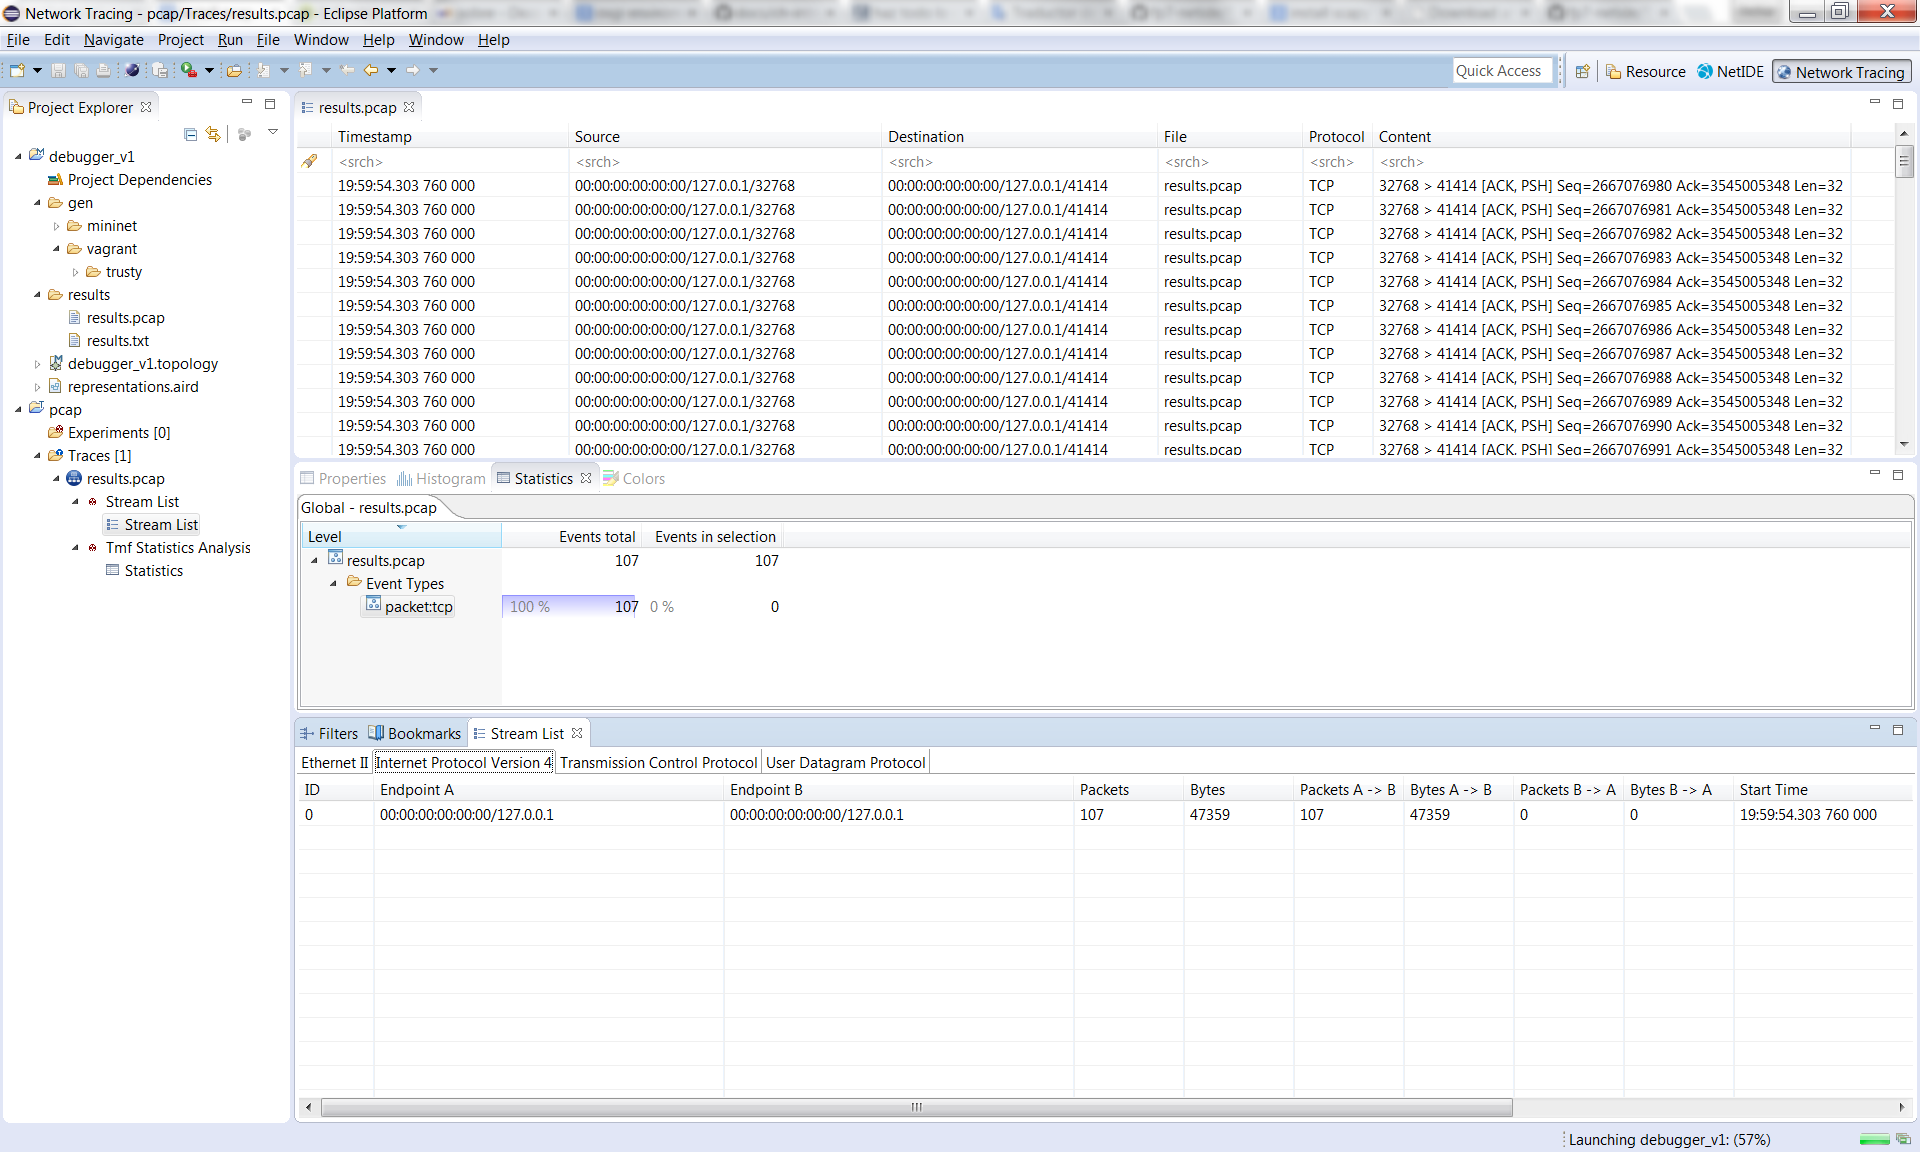 Network Tracing - pcap/Traces/results.pcap - Eclipse Platform
File Edit Navigate Project Run File Window Help Window Help
Quick Access Resource NetIDE Network Tracing
Project Explorer
debugger_v1
Project Dependencies
gen
mininet
vagrant
trusty
results
results.pcap
results.txt
debugger_v1.topology
representations.aird
pcap
Experiments [0]
Traces [1]
results.pcap
Stream List
Stream List
Tmf Statistics Analysis
Statistics
results.pcap
Timestamp Source Destination File Protocol Content
<srch> <srch> <srch> <srch> <srch> <srch>
19:59:54.303 760 000 00:00:00:00:00:00/127.0.0.1/32768 00:00:00:00:00:00/127.0.0.1/41414 results.pcap TCP 32768 > 41414 [ACK, PSH] Seq=2667076980 Ack=3545005348 Len=32
19:59:54.303 760 000 00:00:00:00:00:00/127.0.0.1/32768 00:00:00:00:00:00/127.0.0.1/41414 results.pcap TCP 32768 > 41414 [ACK, PSH] Seq=2667076981 Ack=3545005348 Len=32
19:59:54.303 760 000 00:00:00:00:00:00/127.0.0.1/32768 00:00:00:00:00:00/127.0.0.1/41414 results.pcap TCP 32768 > 41414 [ACK, PSH] Seq=2667076982 Ack=3545005348 Len=32
19:59:54.303 760 000 00:00:00:00:00:00/127.0.0.1/32768 00:00:00:00:00:00/127.0.0.1/41414 results.pcap TCP 32768 > 41414 [ACK, PSH] Seq=2667076983 Ack=3545005348 Len=32
19:59:54.303 760 000 00:00:00:00:00:00/127.0.0.1/32768 00:00:00:00:00:00/127.0.0.1/41414 results.pcap TCP 32768 > 41414 [ACK, PSH] Seq=2667076984 Ack=3545005348 Len=32
19:59:54.303 760 000 00:00:00:00:00:00/127.0.0.1/32768 00:00:00:00:00:00/127.0.0.1/41414 results.pcap TCP 32768 > 41414 [ACK, PSH] Seq=2667076985 Ack=3545005348 Len=32
19:59:54.303 760 000 00:00:00:00:00:00/127.0.0.1/32768 00:00:00:00:00:00/127.0.0.1/41414 results.pcap TCP 32768 > 41414 [ACK, PSH] Seq=2667076986 Ack=3545005348 Len=32
19:59:54.303 760 000 00:00:00:00:00:00/127.0.0.1/32768 00:00:00:00:00:00/127.0.0.1/41414 results.pcap TCP 32768 > 41414 [ACK, PSH] Seq=2667076987 Ack=3545005348 Len=32
19:59:54.303 760 000 00:00:00:00:00:00/127.0.0.1/32768 00:00:00:00:00:00/127.0.0.1/41414 results.pcap TCP 32768 > 41414 [ACK, PSH] Seq=2667076988 Ack=3545005348 Len=32
19:59:54.303 760 000 00:00:00:00:00:00/127.0.0.1/32768 00:00:00:00:00:00/127.0.0.1/41414 results.pcap TCP 32768 > 41414 [ACK, PSH] Seq=2667076989 Ack=3545005348 Len=32
19:59:54.303 760 000 00:00:00:00:00:00/127.0.0.1/32768 00:00:00:00:00:00/127.0.0.1/41414 results.pcap TCP 32768 > 41414 [ACK, PSH] Seq=2667076990 Ack=3545005348 Len=32
19:59:54.303 760 000 00:00:00:00:00:00/127.0.0.1/32768 00:00:00:00:00:00/127.0.0.1/41414 results.pcap TCP 32768 > 41414 [ACK, PSH] Seq=2667076991 Ack=3545005348 Len=32
Properties Histogram Statistics Colors
Global - results.pcap
Level Events total Events in selection
results.pcap 107 107
Event Types
packet:tcp 100 % 107 0 % 0
Filters Bookmarks Stream List
Ethernet II Internet Protocol Version 4 Transmission Control Protocol User Datagram Protocol
ID Endpoint A Endpoint B Packets Bytes Packets A -> B Bytes A -> B Packets B -> A Bytes B -> A Start Time
0 00:00:00:00:00:00/127.0.0.1 00:00:00:00:00:00/127.0.0.1 107 47359 107 47359 0 0 19:59:54.303 760 000
Launching debugger_v1: (57%)